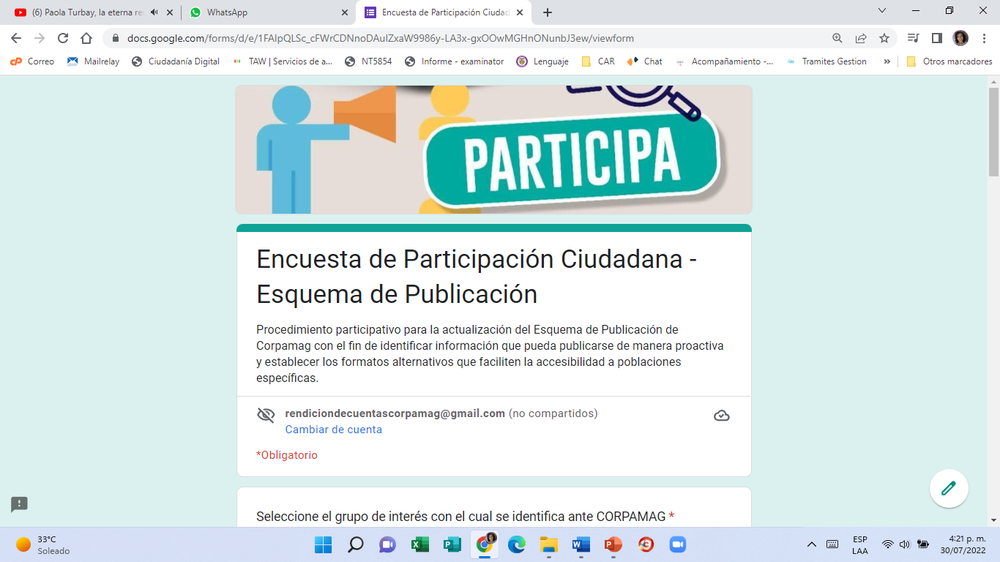 (6) Paola Turbay, la eterna re
WhatsApp
Encuesta de Participación Ciudad
docs.google.com/forms/d/e/1FAIpQLSc_cFWrCDNnoDAuIZxaW9986y-LA3x-gxOOwMGHnONunbJ3ew/viewform
Correo
Mailrelay
Ciudadanía Digital
TAW | Servicios de a...
NT5854
Informe - examinator
Lenguaje
CAR
Chat
Acompañamiento -...
Tramites Gestion
»
Otros marcadores
PARTICIPA
Encuesta de Participación Ciudadana -
Esquema de Publicación
Procedimiento participativo para la actualización del Esquema de Publicación de
Corpamag con el fin de identificar información que pueda publicarse de manera proactiva
y establecer los formatos alternativos que faciliten la accesibilidad a poblaciones
específicas.
rendiciondecuentascorpamag@gmail.com (no compartidos)
Cambiar de cuenta
*Obligatorio
Seleccione el grupo de interés con el cual se identifica ante CORPAMAG *
33°C
Soleado
ESP
LAA
4:21 p. m.
30/07/2022